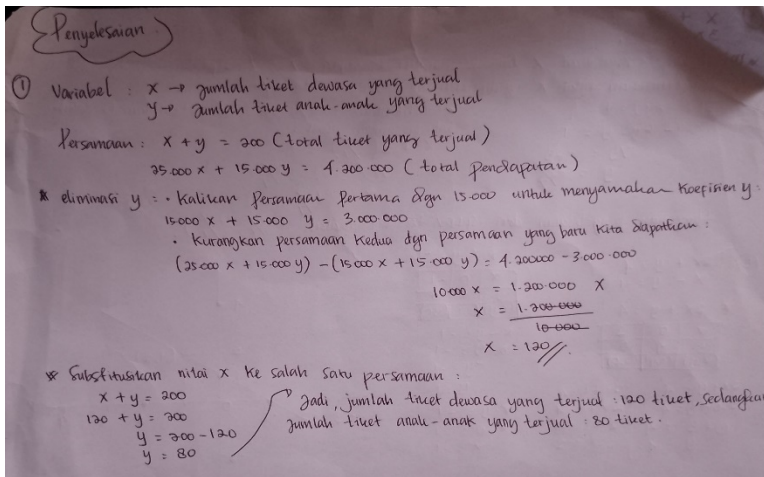 Penyelesaian.
① Variabel : x → Jumlah tiket dewasa yang terjual
y → Jumlah tiket anak-anak yang terjual
Persamaan : x + y = 200 (total tiket yang terjual)
25.000 x + 15.000 y = 4.200.000 (total pendapatan)
* eliminasi y : • Kalikan Persamaan Pertama dgn 15.000 untuk menyamakan Koefisien y :
15.000 x + 15.000 y = 3.000.000
• Kurangkan persamaan kedua dgn persamaan yang baru kita dapatkan :
(25.000 x + 15.000 y) - (15.000 x + 15.000 y) = 4.200000 - 3.000.000
10.000 x = 1.200.000 x
x = 1.200.000
10.000
x = 120 //.
* Substitusikan nilai x ke salah satu persamaan :
x + y = 200
120 + y = 200
y = 200 - 120
y = 80
Jadi, jumlah tiket dewasa yang terjual : 120 tiket, sedangkan
Jumlah tiket anak-anak yang terjual : 80 tiket.